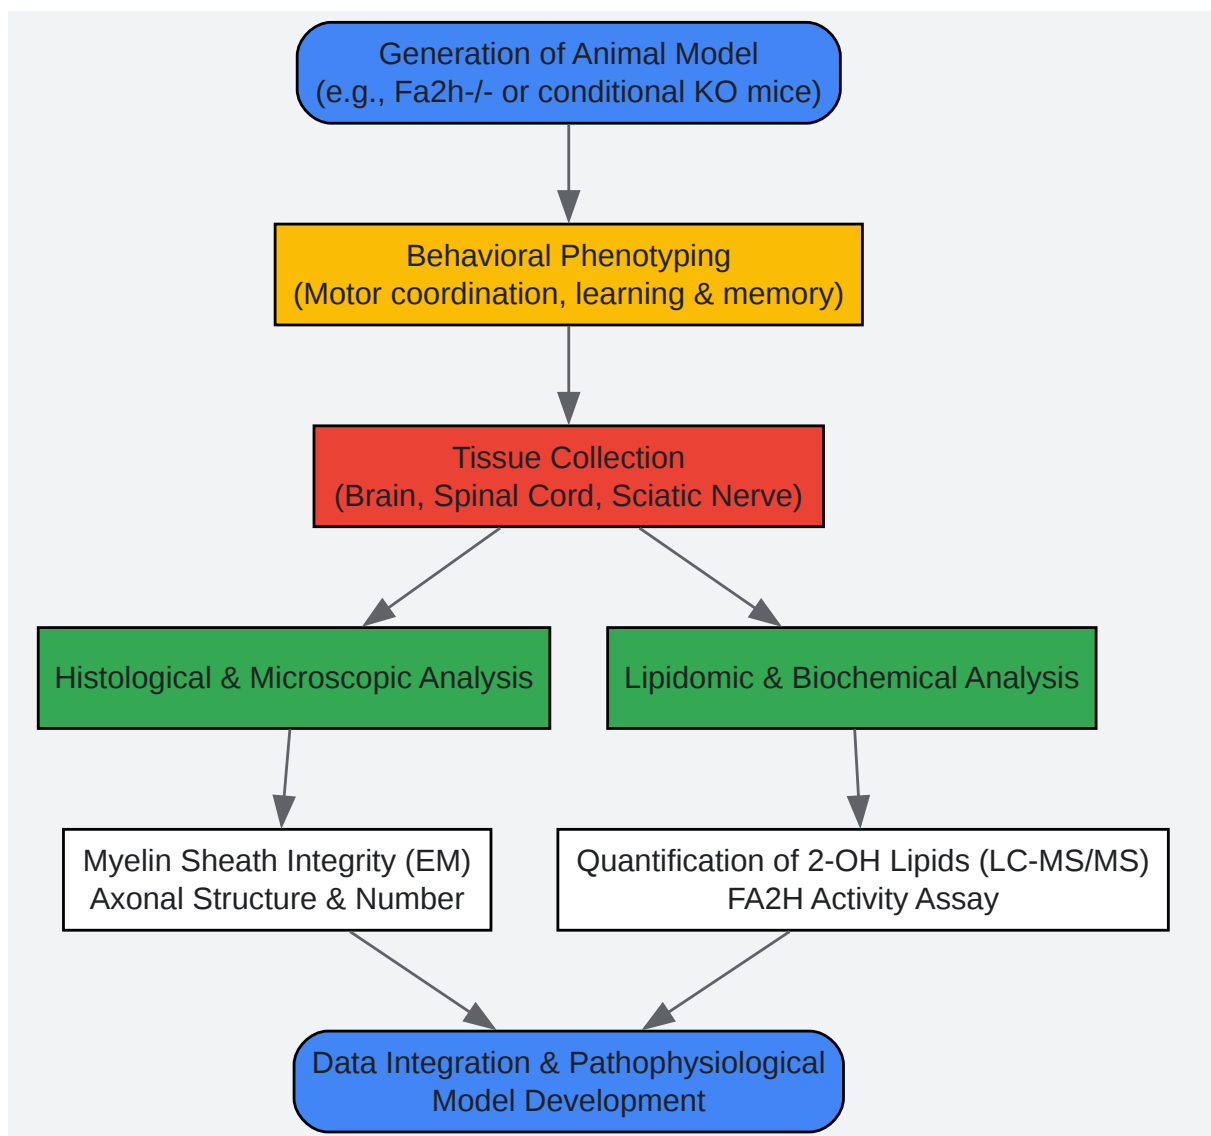 Generation of Animal Model
(e.g., Fa2h-/- or conditional KO mice)
Behavioral Phenotyping
(Motor coordination, learning & memory)
Tissue Collection
(Brain, Spinal Cord, Sciatic Nerve)
Histological & Microscopic Analysis
Lipidomic & Biochemical Analysis
Myelin Sheath Integrity (EM)
Axonal Structure & Number
Quantification of 2-OH Lipids (LC-MS/MS)
FA2H Activity Assay
Data Integration & Pathophysiological
Model Development